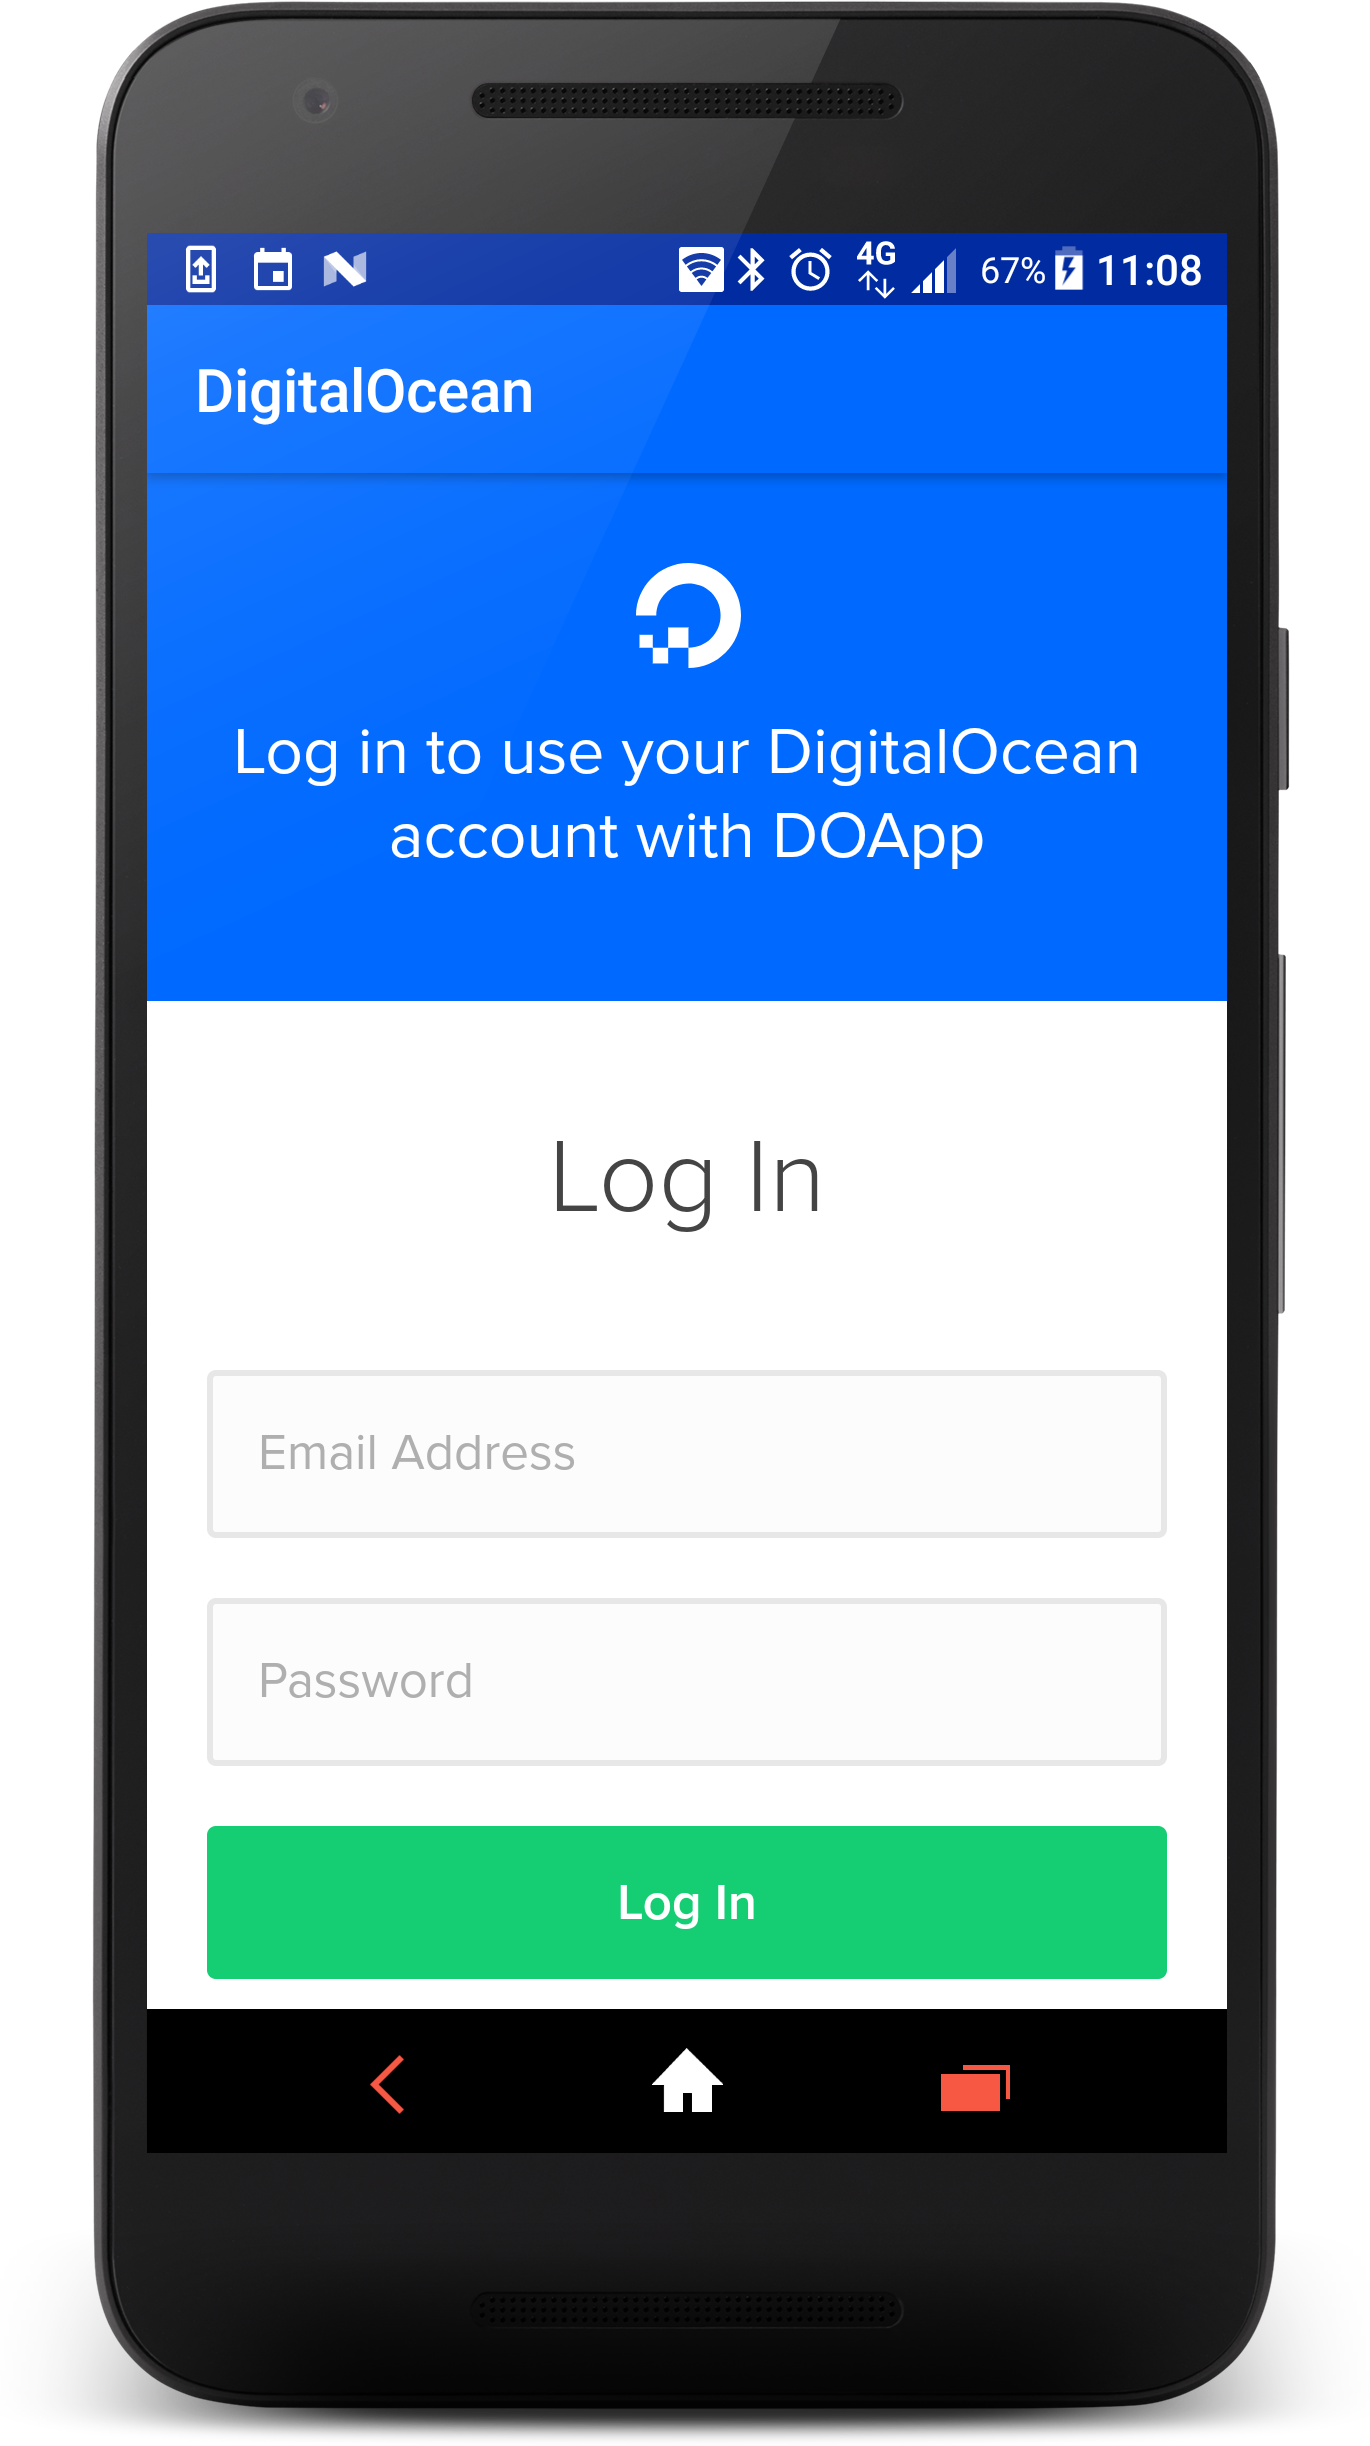 4G
67% 11:08
DigitalOcean
Log in to use your DigitalOcean
account with DOApp
Log In
Email Address
Password
Log In